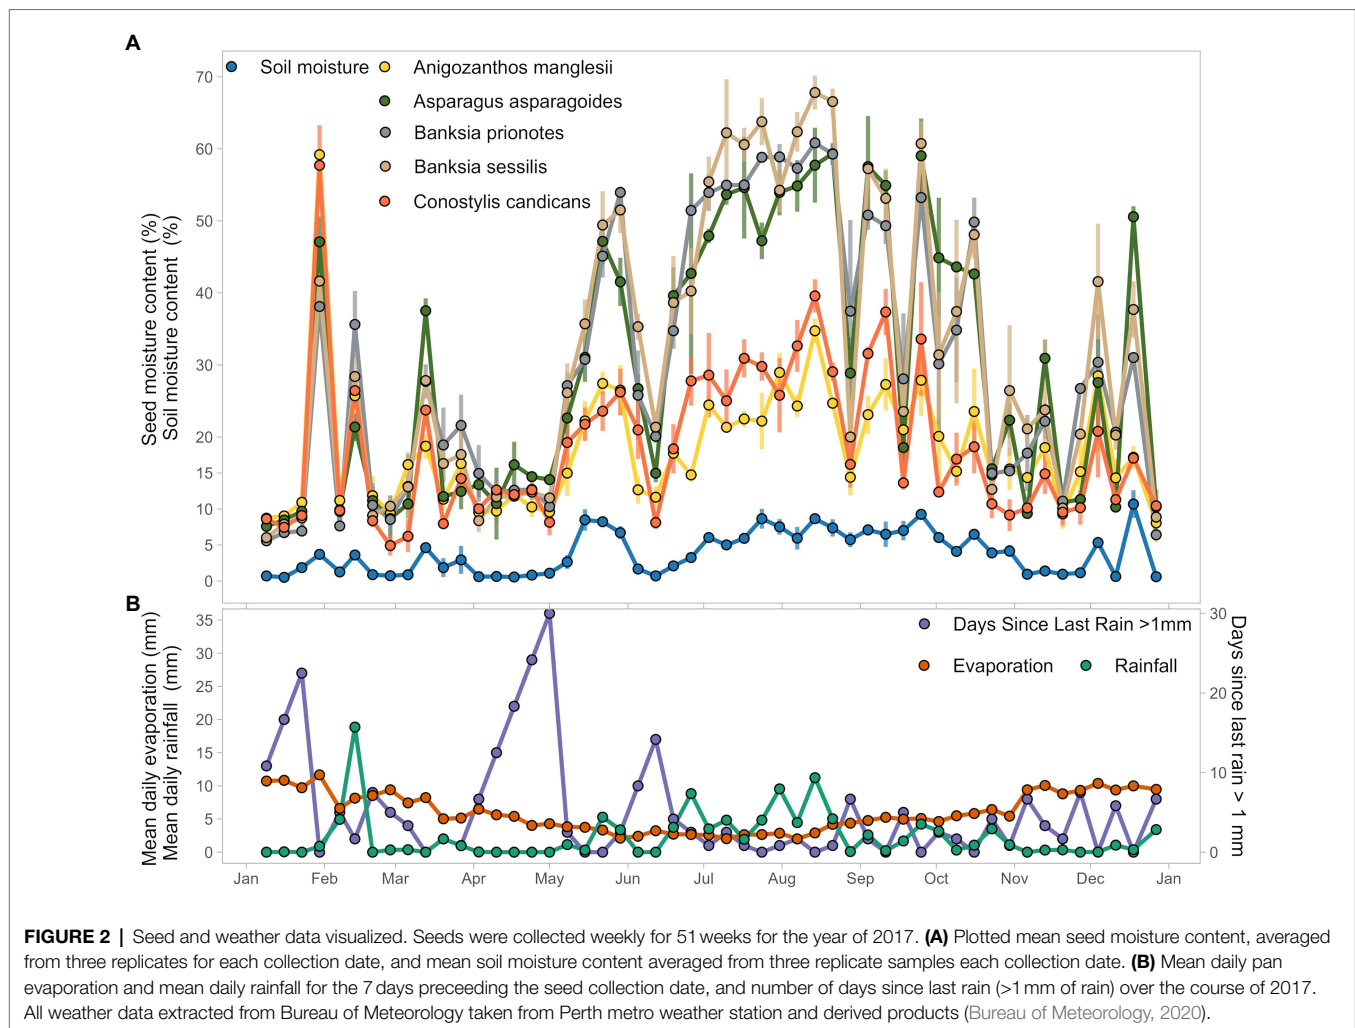 A
Seed moisture content (%)
Soil moisture content (%)
70
60
50
40
30
20
15
10
5
0
Soil moisture
Anigozanthos manglesii
Asparagus asparagoides
Banksia prionotes
Banksia sessilis
Conostylis candicans
B
Mean daily evaporation (mm)
Mean daily rainfall (mm)
35
30
25
20
15
10
5
0
Days Since Last Rain >1mm
Evaporation
Rainfall
30
20
10
0
Days since
last rain > 1 mm
Jan Feb Mar Apr May Jun Jul Aug Sep Oct Nov Dec Jan
FIGURE 2 | Seed and weather data visualized. Seeds were collected weekly for 51 weeks for the year of 2017. (A) Plotted mean seed moisture content, averaged
from three replicates for each collection date, and mean soil moisture content averaged from three replicate samples each collection date. (B) Mean daily pan
evaporation and mean daily rainfall for the 7 days preceeding the seed collection date, and number of days since last rain (>1 mm of rain) over the course of 2017.
All weather data extracted from Bureau of Meteorology taken from Perth metro weather station and derived products (Bureau of Meteorology, 2020).